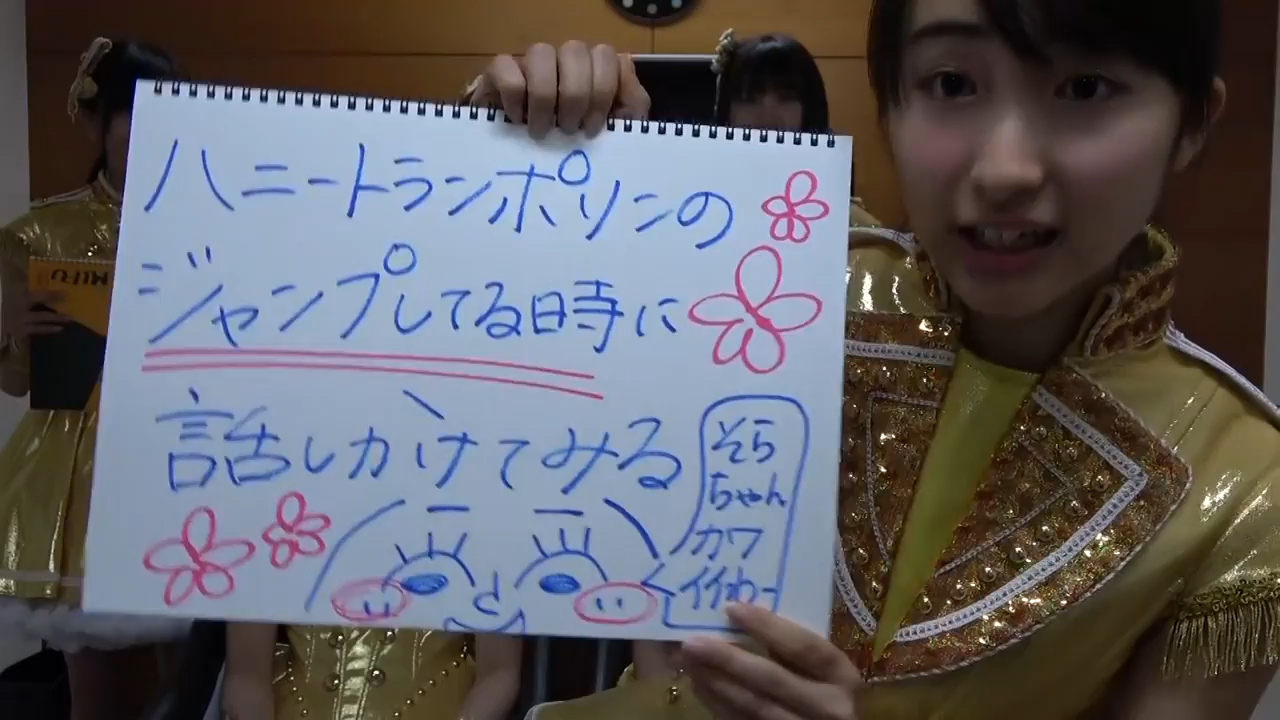 ハニートランポリンの
ジャンプしてる時に
話しかけてみる
そら
ちゃん
カワ
イイねー